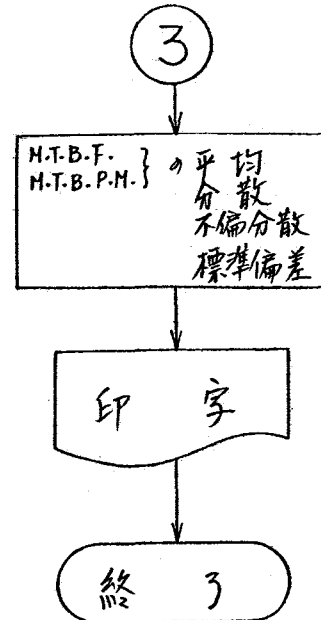 3
M.T.B.F.
M.T.B.P.M. } の 平均
分散
不偏分散
標準偏差
印字
終了